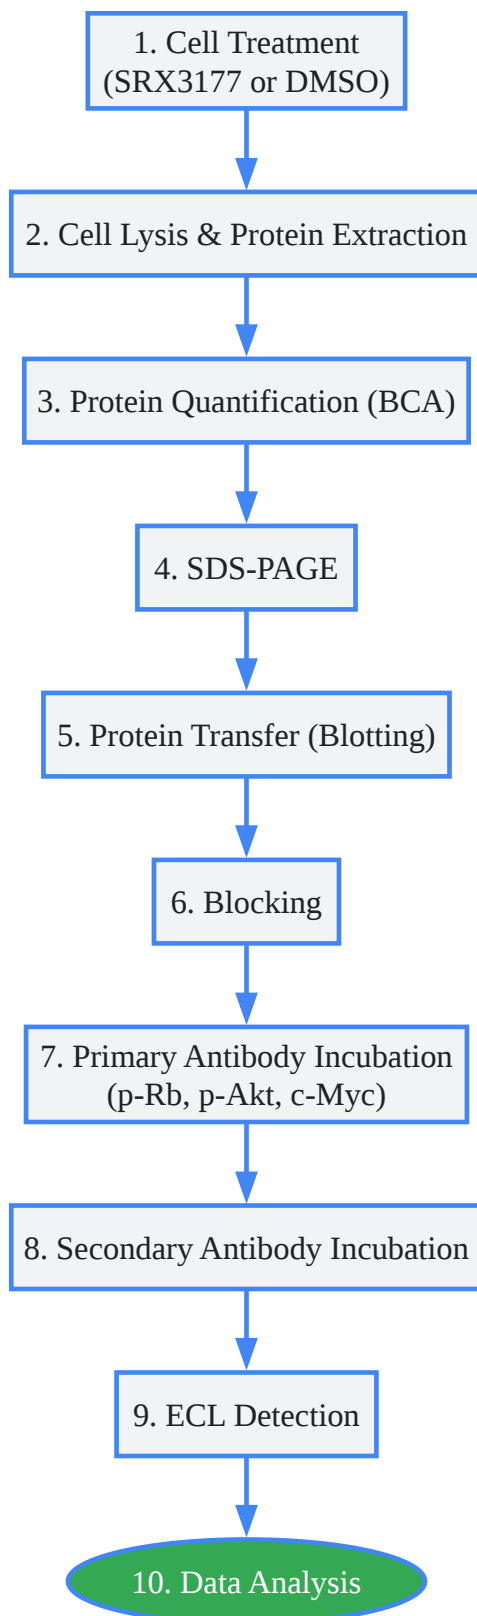 1. Cell Treatment
(SRX3177 or DMSO)
2. Cell Lysis & Protein Extraction
3. Protein Quantification (BCA)
4. SDS-PAGE
5. Protein Transfer (Blotting)
6. Blocking
7. Primary Antibody Incubation
(p-Rb, p-Akt, c-Myc)
8. Secondary Antibody Incubation
9. ECL Detection
10. Data Analysis